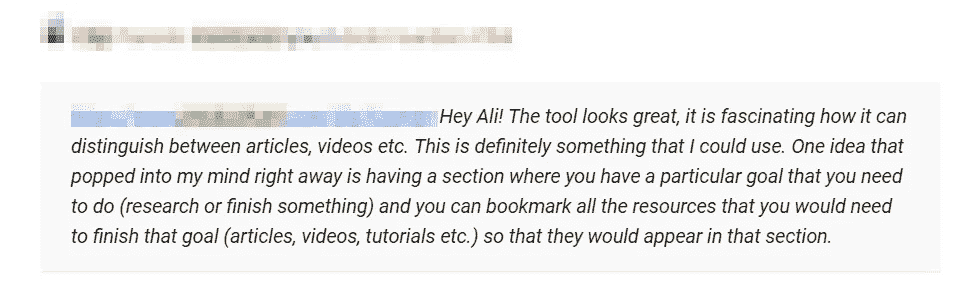 Hey Ali! The tool looks great, it is fascinating how it can
distinguish between articles, videos etc. This is definitely something that I could use. One idea that
popped into my mind right away is having a section where you have a particular goal that you need
to do (research or finish something) and you can bookmark all the resources that you would need
to finish that goal (articles, videos, tutorials etc.) so that they would appear in that section.